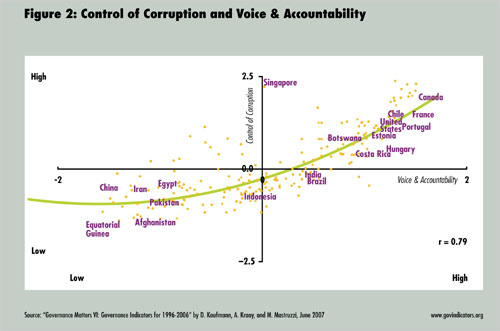 Figure 2: Control of Corruption and Voice & Accountability
High
2.5
Control of Corruption
Singapore
Canada
Chile
France
United
States
Portugal
Botswana
Estonia
Costa Rica
Hungary
0.0
-2
0
Voice & Accountability
2
India
Brazil
China
Iran
Egypt
Pakistan
Indonesia
Equatorial
Guinea
Afghanistan
r = 0.79
Low
−2.5
Low
High
Source: "Governance Matters VI: Governance Indicators for 1996-2006" by D. Kaufmann, A. Kraay, and M. Mastruzzi, June 2007
www.govindicators.org